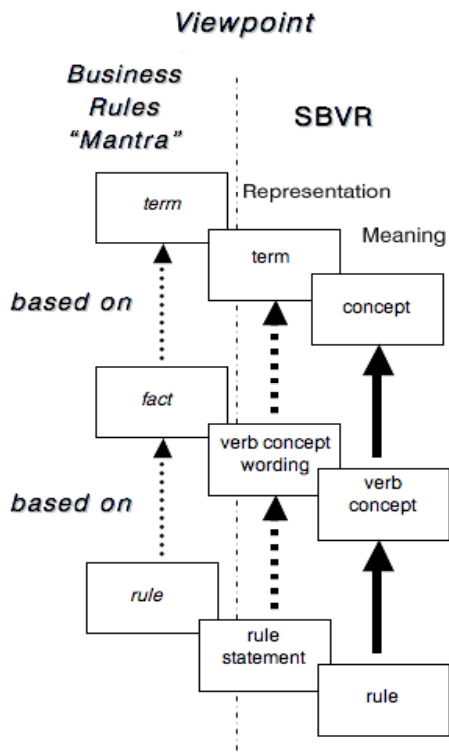 Viewpoint
Business
Rules
“Mantra”
SBVR
term
Representation
term
Meaning
concept
based on
fact
verb concept
wording
verb
concept
based on
rule
rule
statement
rule